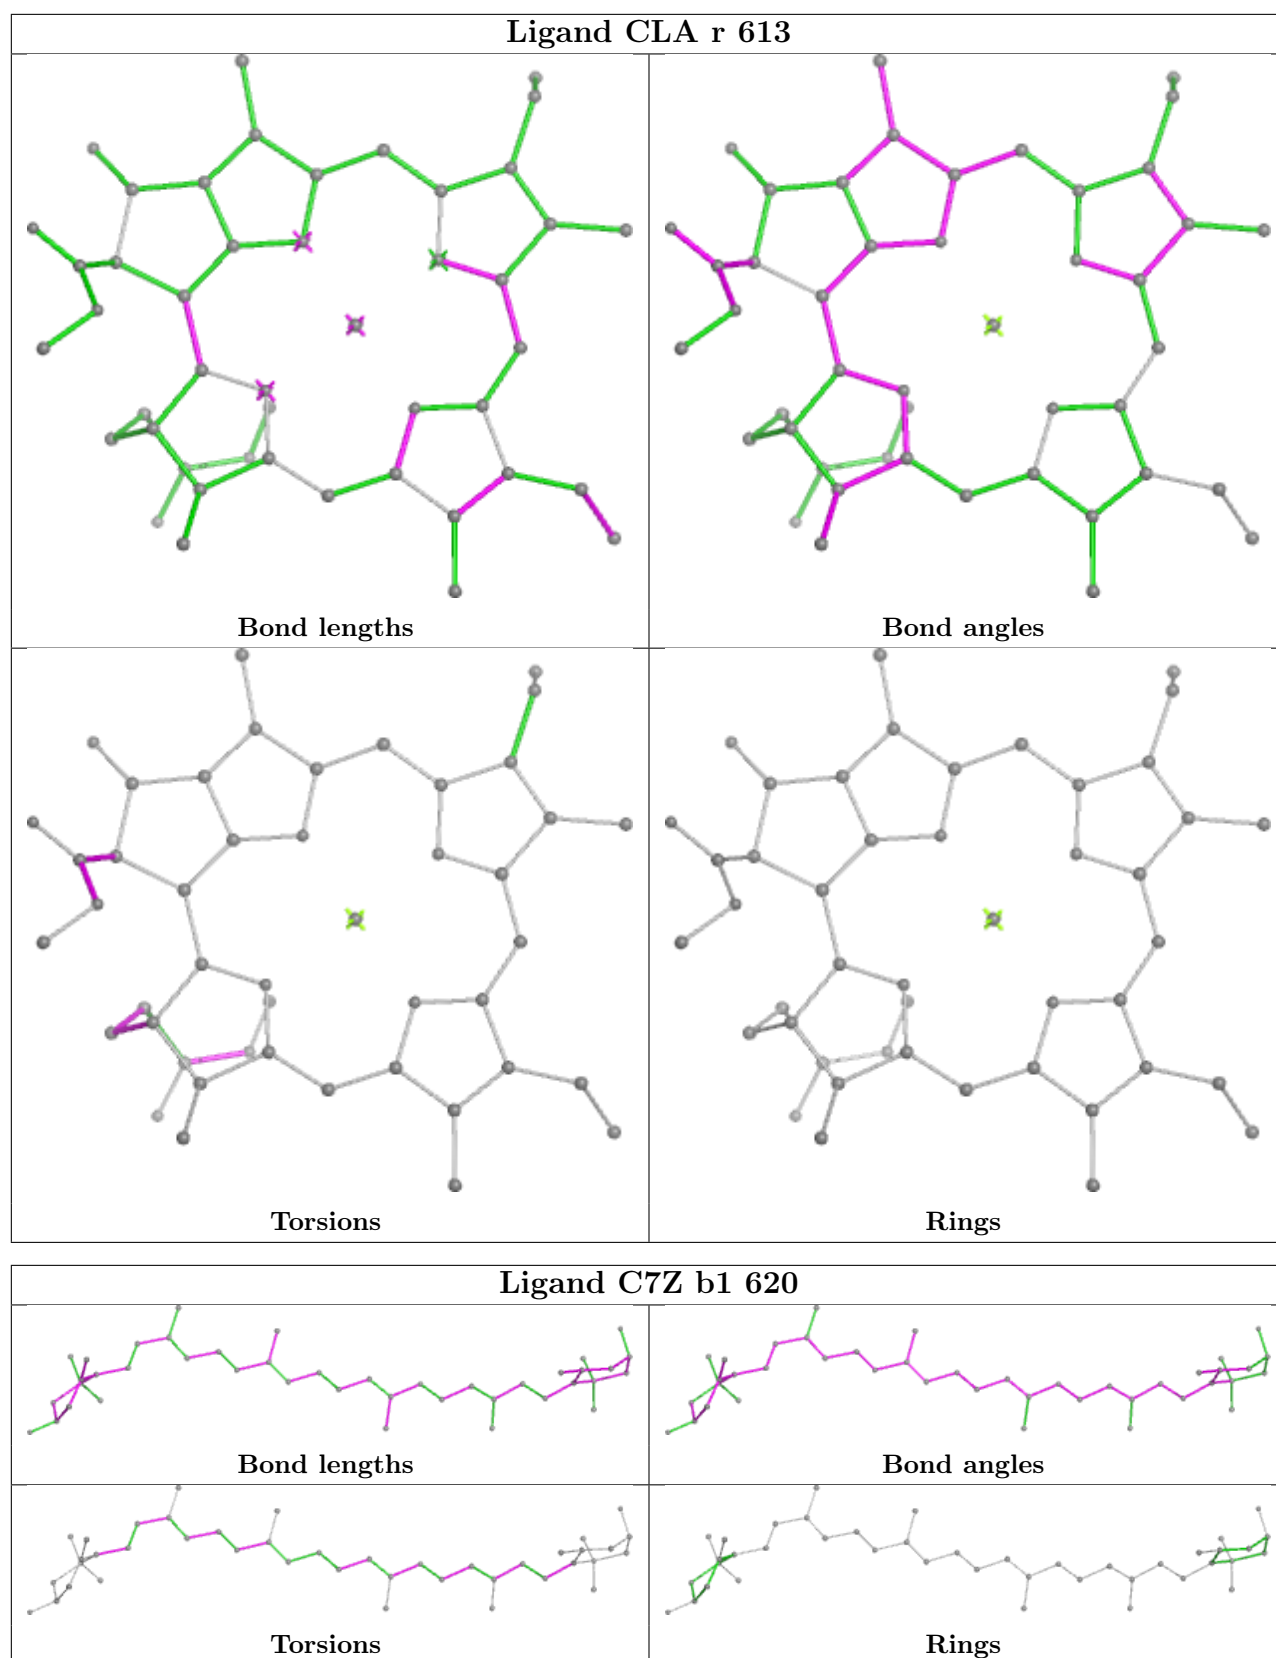 Ligand CLA r 613
Bond lengths
Bond angles
Torsions
Rings
Ligand C7Z b1 620
Bond lengths
Bond angles
Torsions
Rings